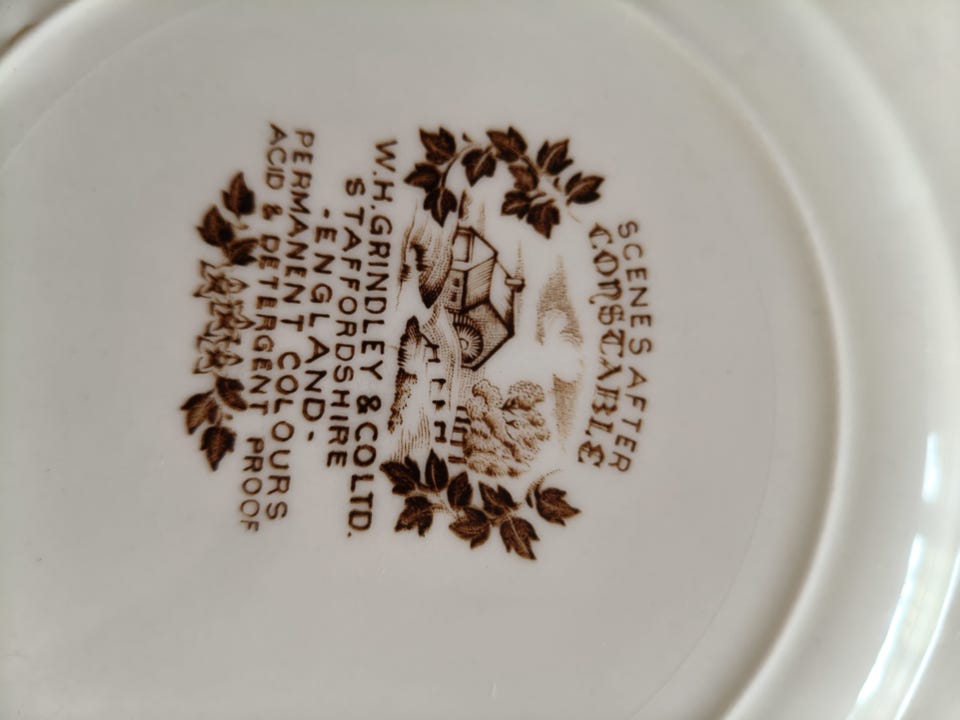 SCENES AFTER
CONSTABLE
W.H.GRINDLEY & CO LTD.
STAFFORDSHIRE
-ENGLAND-
PERMANENT COLOURS
ACID & DETERGENT PROOF